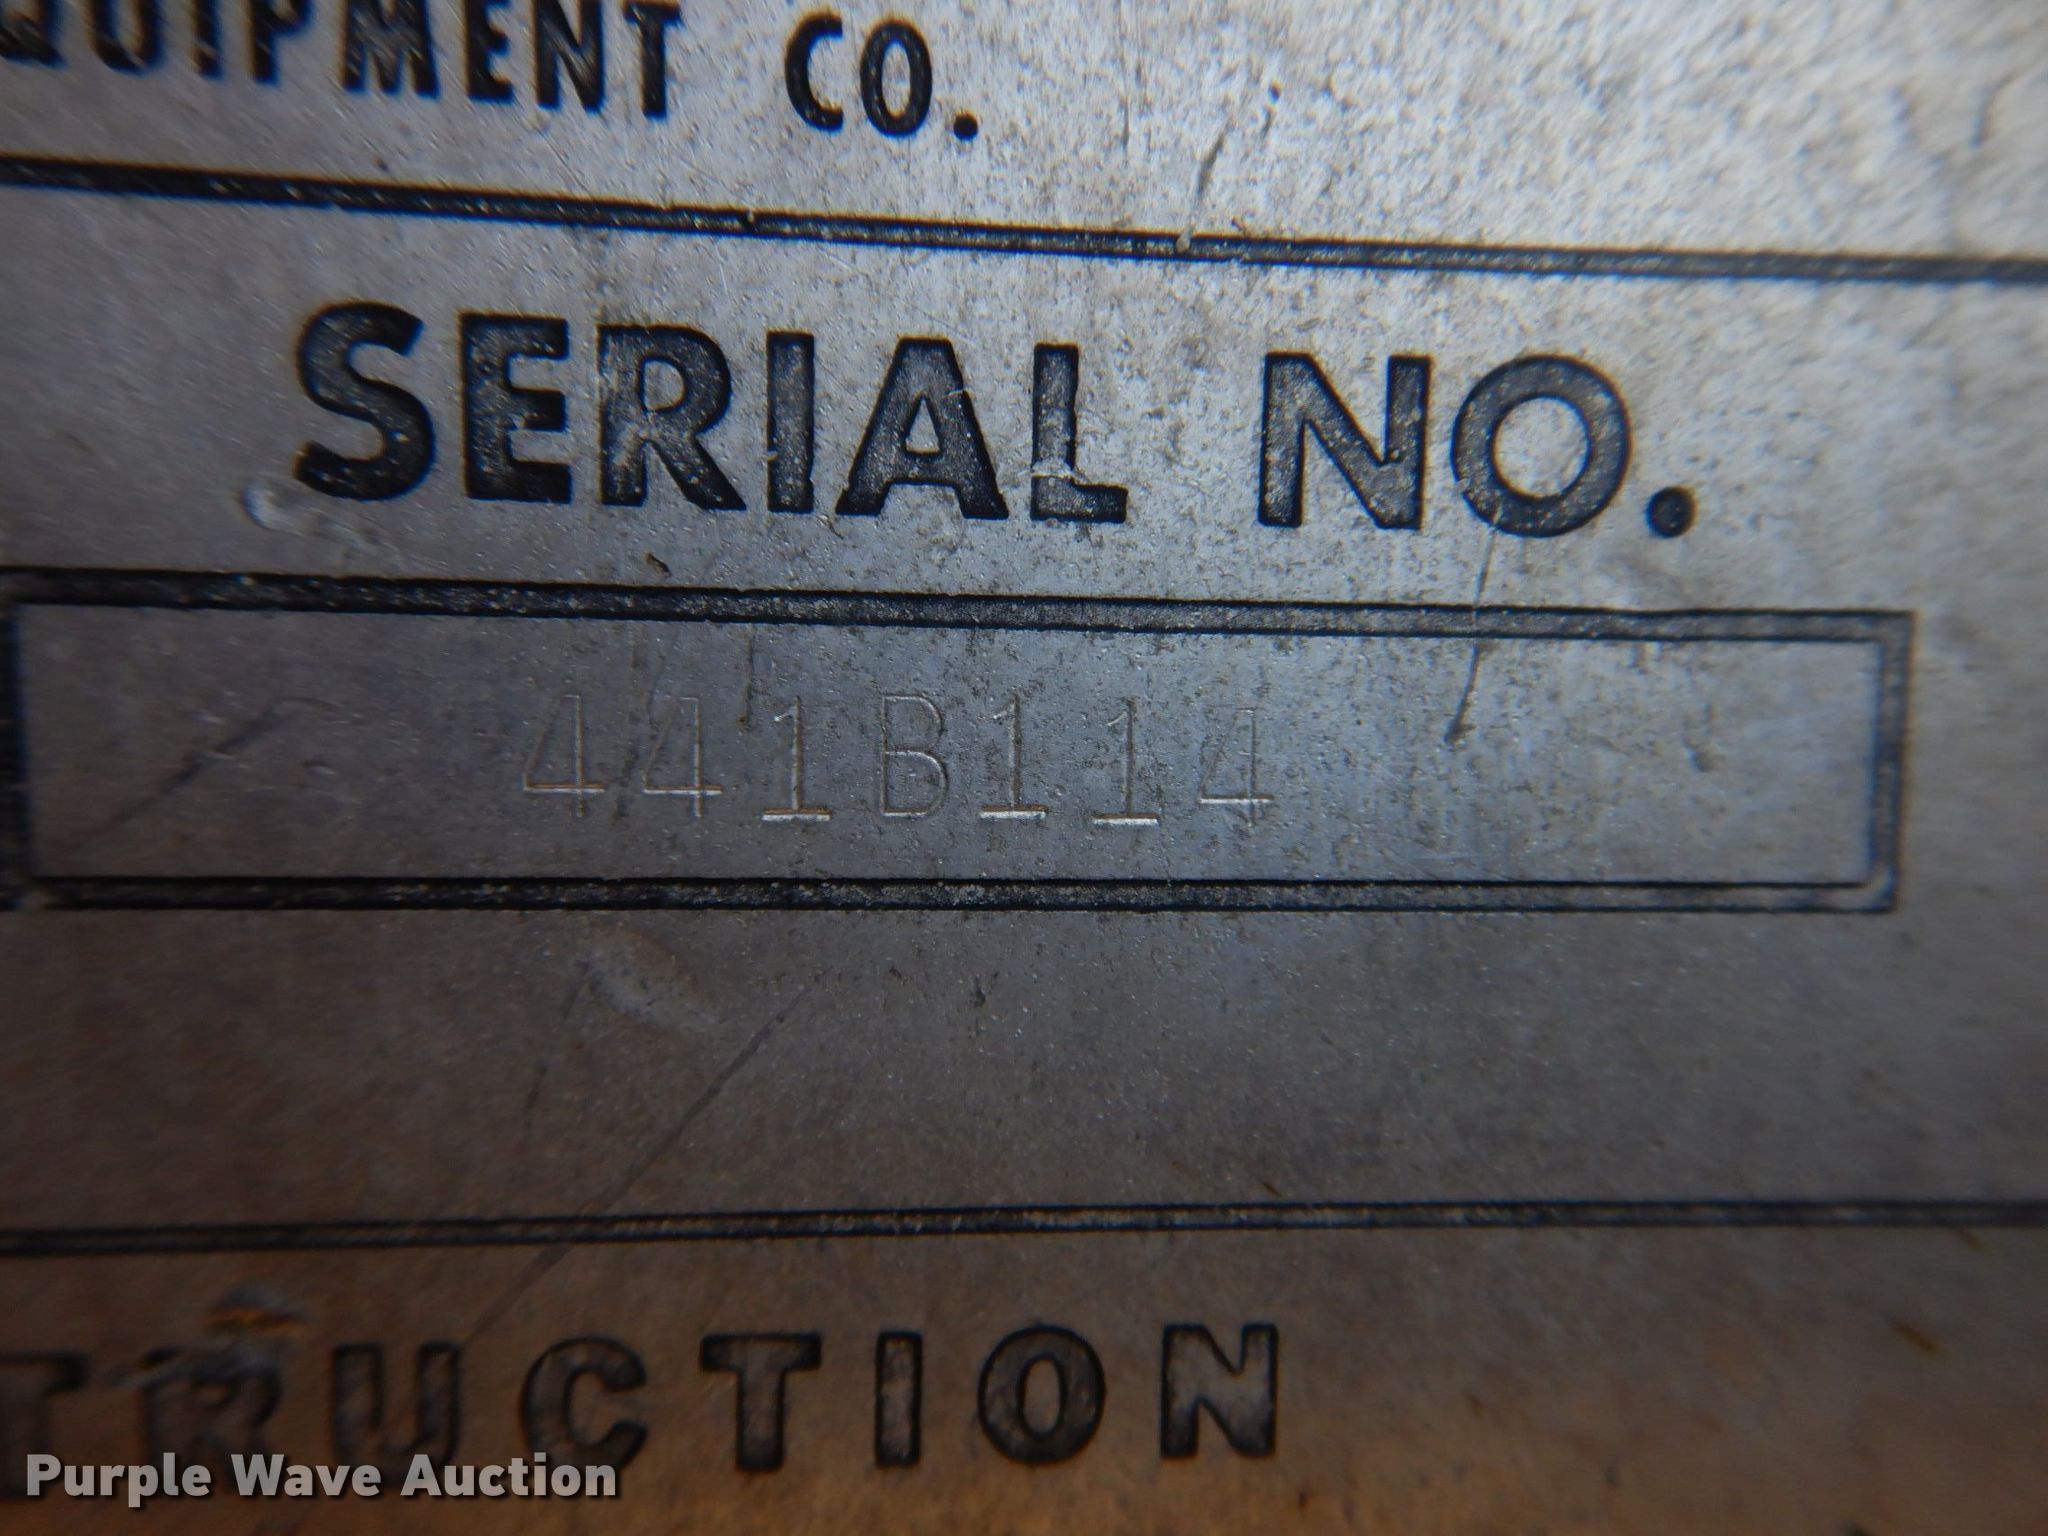 QUIPMENT CO.
SERIAL NO.
441B114
TRUCTION
Purple Wave Auction